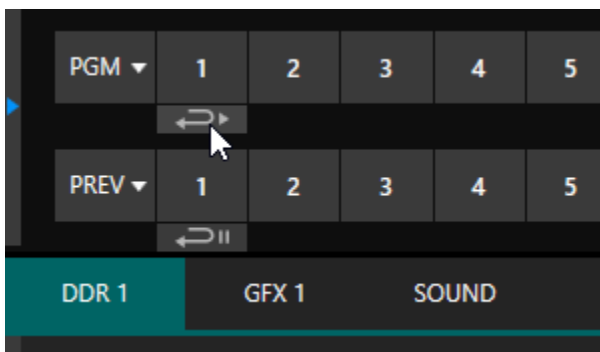 PGM 1 2 3 4 5
PREV 1 2 3 4 5
DDR 1 GFX 1 SOUND